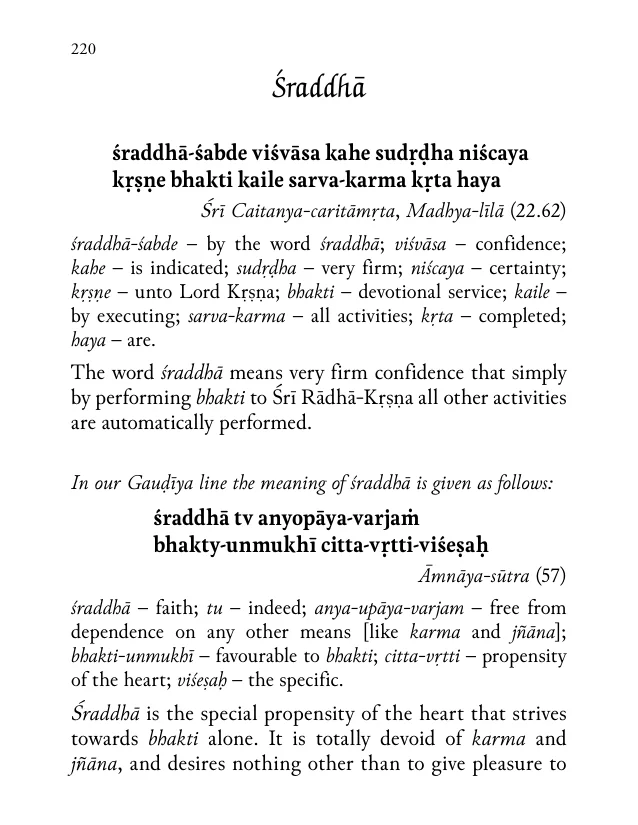 220
Śraddhā
śraddhā-śabde viśvāsa kahe sudṛḍha niścaya
kṛṣṇe bhakti kaile sarva-karma kṛta haya
Śrī Caitanya-caritāmṛta, Madhya-līlā (22.62)
śraddhā-śabde – by the word śraddhā; viśvāsa – confidence;
kahe – is indicated; sudṛḍha – very firm; niścaya – certainty;
kṛṣṇe – unto Lord Kṛṣṇa; bhakti – devotional service; kaile –
by executing; sarva-karma – all activities; kṛta – completed;
haya – are.
The word śraddhā means very firm confidence that simply
by performing bhakti to Śrī Rādhā-Kṛṣṇa all other activities
are automatically performed.
In our Gauḍīya line the meaning of śraddhā is given as follows:
śraddhā tv anyopāya-varjaṁ
bhakty-unmukhī citta-vṛtti-viśeṣaḥ
Āmnāya-sūtra (57)
śraddhā – faith; tu – indeed; anya-upāya-varjam – free from
dependence on any other means [like karma and jñāna];
bhakti-unmukhī – favourable to bhakti; citta-vṛtti – propensity
of the heart; viśeṣaḥ – the specific.
Śraddhā is the special propensity of the heart that strives
towards bhakti alone. It is totally devoid of karma and
jñāna, and desires nothing other than to give pleasure to